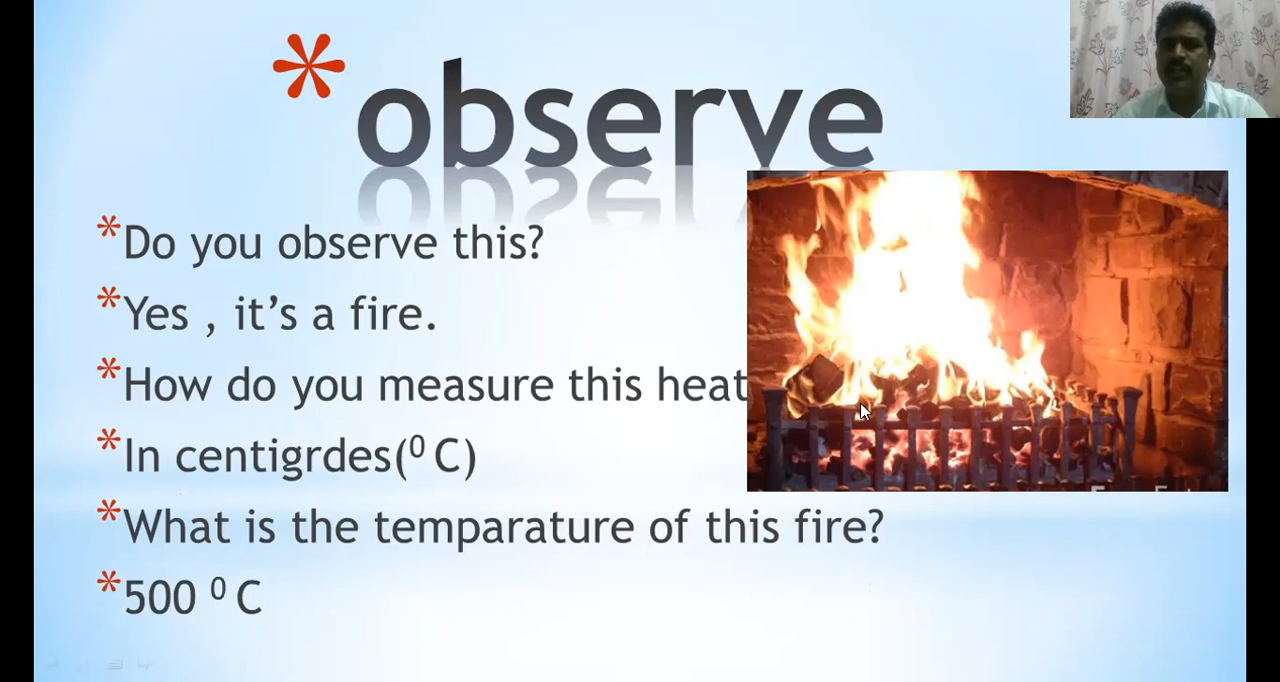 *observe
*Do you observe this?
*Yes , it's a fire.
*How do you measure this heat
*In centigrdes(⁰ C)
*What is the temparature of this fire?
*500 ⁰ C